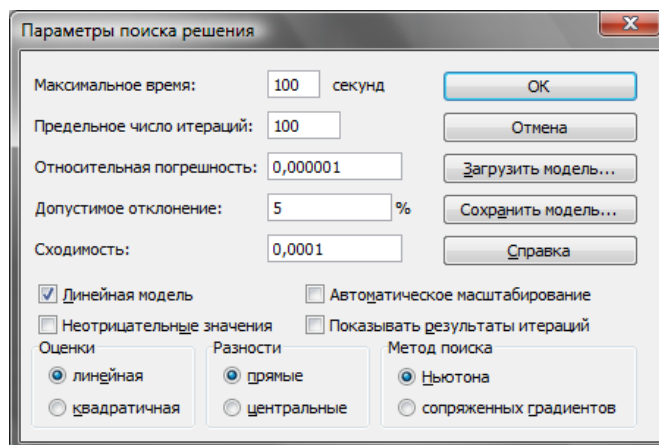 Параметры поиска решения
Максимальное время: 100 секунд OK
Предельное число итераций: 100 Отмена
Относительная погрешность: 0,000001 Загрузить модель...
Допустимое отклонение: 5 % Сохранить модель...
Сходимость: 0,0001 Справка
Линейная модель Автоматическое масштабирование
Неотрицательные значения Показывать результаты итераций
Оценки Разности Метод поиска
линейная прямые Ньютона
квадратичная центральные сопряженных градиентов